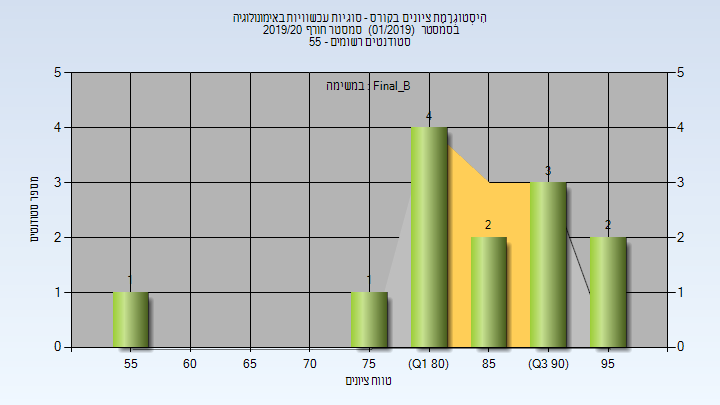 הִיסְטוֹגְרָמַת ציונים בקורס - סוגיות עכשוויות באימונולוגיה
בסמסטר (01/2019) סמסטר חורף 2019/20
סטודנטים רשומים - 55
במשימה : Final_B
5 5
4 4
3 3
2 2
1 1
0 0
מספר סטודנטים
1 1 4 2 3 2
55 60 65 70 75 (Q1 80) 85 (Q3 90) 95
טווח ציונים